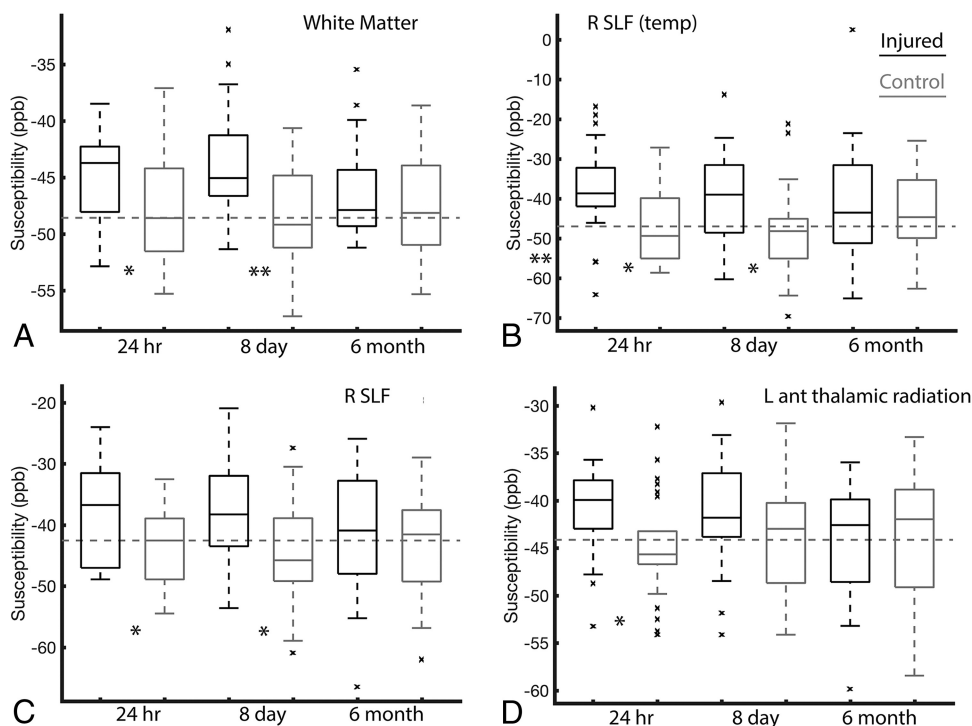 White Matter
Susceptibility (ppb)
-35
-40
-45
-50
-55
*
**
24 hr
8 day
6 month
A
R SLF (temp)
Injured
Control
Susceptibility (ppb)
0
-10
-20
-30
-40
-50
-60
-70
**
*
*
24 hr
8 day
6 month
B
R SLF
Susceptibility (ppb)
-20
-30
-40
-50
-60
*
*
24 hr
8 day
6 month
C
L ant thalamic radiation
Susceptibility (ppb)
-30
-35
-40
-45
-50
-55
-60
*
24 hr
8 day
6 month
D